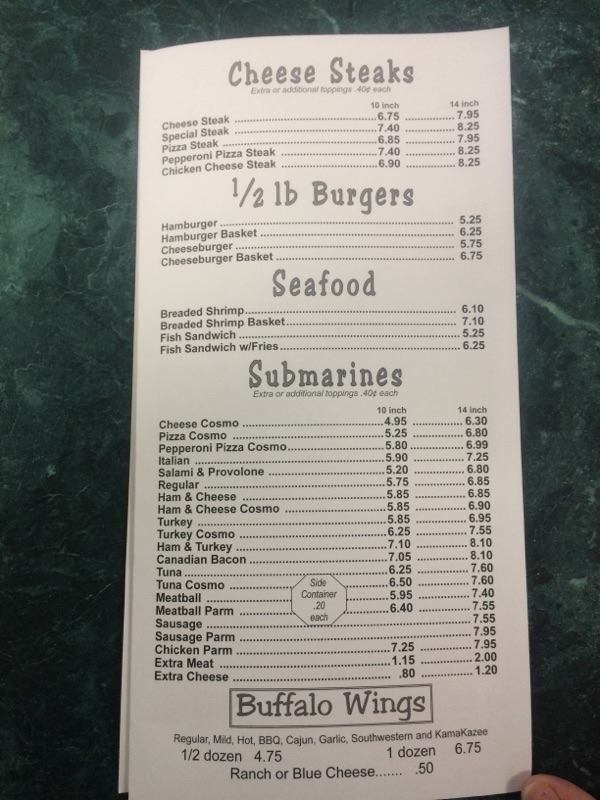 Cheese Steaks
Extra or additional toppings .40¢ each
10 inch 14 inch
Cheese Steak 6.75 7.95
Special Steak 7.40 8.25
Pizza Steak 6.85 7.95
Pepperoni Pizza Steak 7.40 8.25
Chicken Cheese Steak 6.90 8.25
1/2 lb Burgers
Hamburger 5.25
Hamburger Basket 6.25
Cheeseburger 5.75
Cheeseburger Basket 6.75
Seafood
Breaded Shrimp 6.10
Breaded Shrimp Basket 7.10
Fish Sandwich 5.25
Fish Sandwich w/Fries 6.25
Submarines
Extra or additional toppings .40¢ each
10 inch 14 inch
Cheese Cosmo 4.95 6.30
Pizza Cosmo 5.25 6.80
Pepperoni Pizza Cosmo 5.80 6.99
Italian 5.90 7.25
Salami & Provolone 5.20 6.80
Regular 5.75 6.85
Ham & Cheese 5.85 6.85
Ham & Cheese Cosmo 5.85 6.90
Turkey 5.85 6.95
Turkey Cosmo 6.25 7.55
Ham & Turkey 7.10 8.10
Canadian Bacon 7.05 8.10
Tuna 6.25 7.60
Tuna Cosmo 6.50 7.60
Meatball 5.95 7.40
Meatball Parm 6.40 7.55
Sausage 7.55
Sausage Parm 7.95
Chicken Parm 7.25 7.95
Extra Meat 1.15 2.00
Extra Cheese .80 1.20
Side
Container
.20
each
Buffalo Wings
Regular, Mild, Hot, BBQ, Cajun, Garlic, Southwestern and KamaKazee
1/2 dozen 4.75 1 dozen 6.75
Ranch or Blue Cheese....... .50